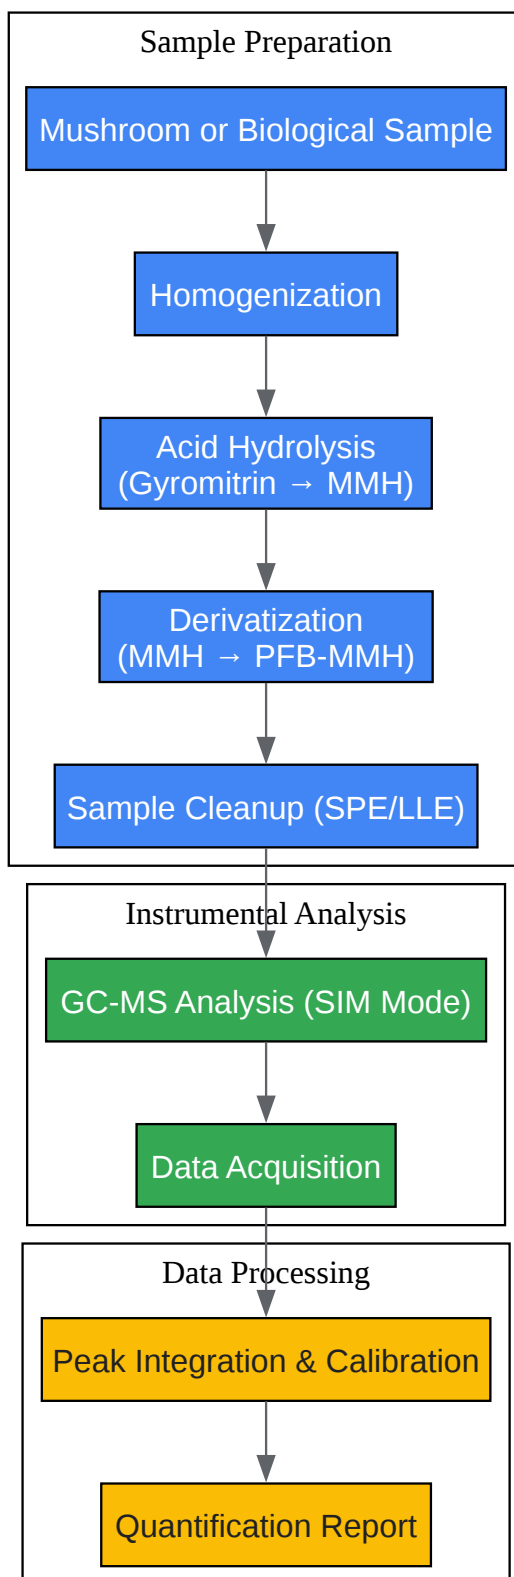 Sample Preparation
Mushroom or Biological Sample
Homogenization
Acid Hydrolysis
(Gyromitrin → MMH)
Derivatization
(MMH → PFB-MMH)
Sample Cleanup (SPE/LLE)
Instrumental Analysis
GC-MS Analysis (SIM Mode)
Data Acquisition
Data Processing
Peak Integration & Calibration
Quantification Report